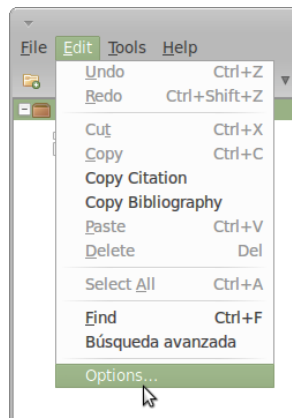 File Edit Tools Help
Undo Ctrl+Z
Redo Ctrl+Shift+Z
Cut Ctrl+X
Copy Ctrl+C
Copy Citation
Copy Bibliography
Paste Ctrl+V
Delete Del
Select All Ctrl+A
Find Ctrl+F
Búsqueda avanzada
Options...